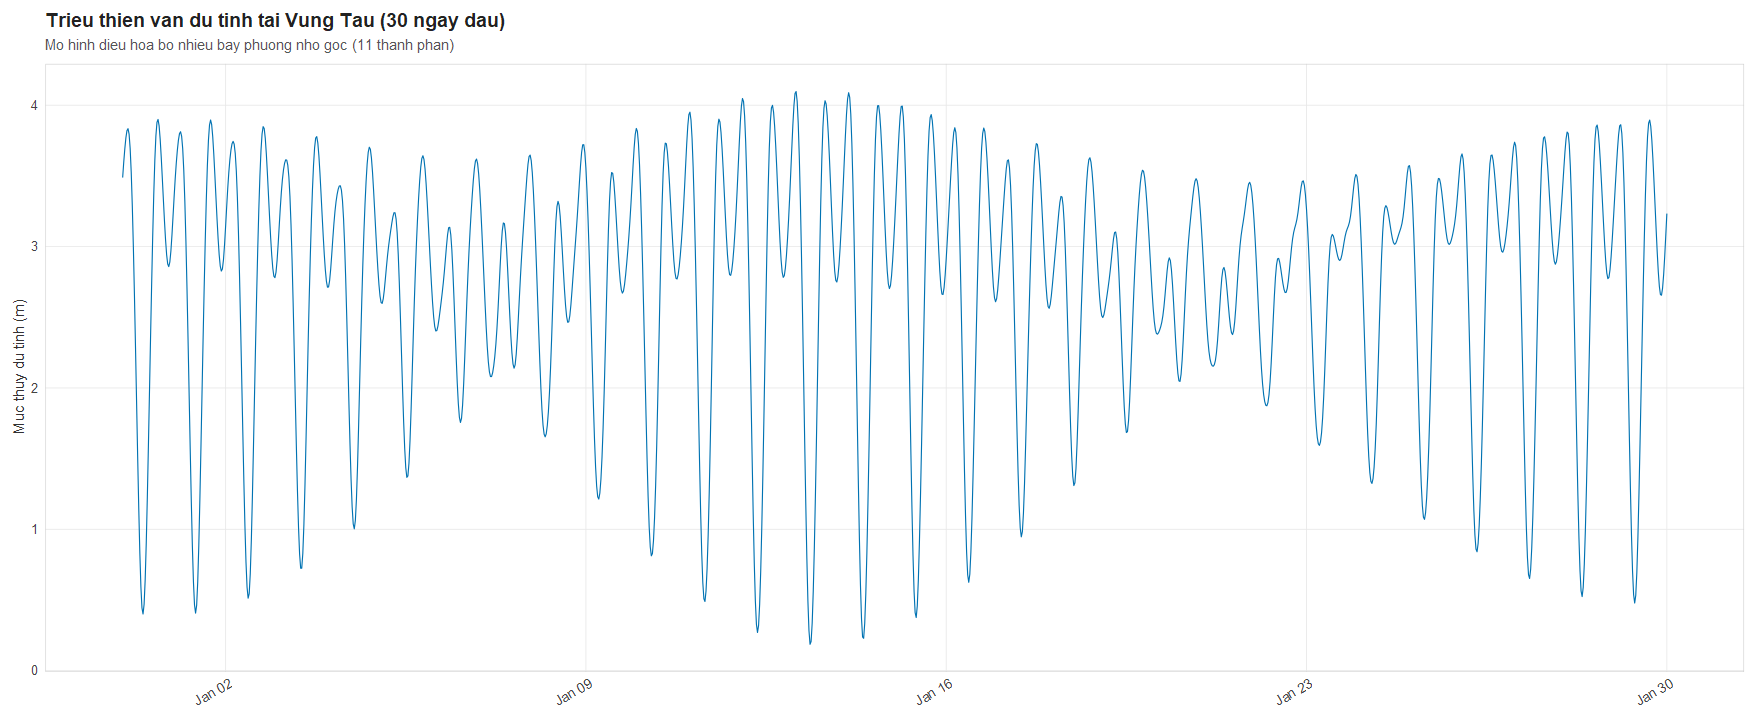 Trieu thien van du tinh tai Vung Tau (30 ngay dau)
Mo hinh dieu hoa bo nhieu bay phuong nho goc (11 thanh phan)
Muc thuy du tinh (m)
4
3
2
1
0
Jan 02
Jan 09
Jan 16
Jan 23
Jan 30